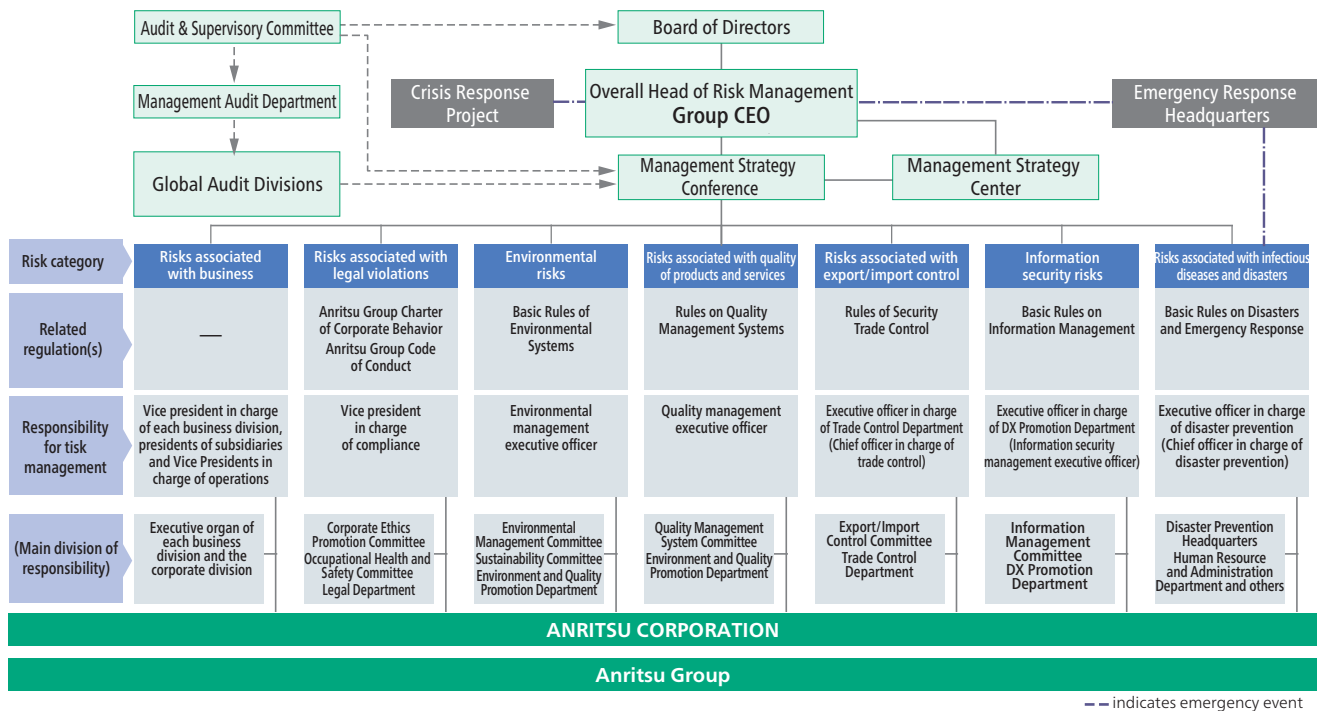 Audit & Supervisory Committee
Board of Directors
Management Audit Department
Crisis Response
Project
Overall Head of Risk Management
Group CEO
Emergency Response
Headquarters
Global Audit Divisions
Management Strategy
Conference
Management Strategy
Center
Risk category
Risks associated
with business
Risks associated with
legal violations
Environmental
risks
Risks associated with quality
of products and services
Risks associated with
export/import control
Information
security risks
Risks associated with infectious
diseases and disasters
Related
regulation(s)
—
Anritsu Group Charter
of Corporate Behavior
Anritsu Group Code
of Conduct
Basic Rules of
Environmental
Systems
Rules on Quality
Management Systems
Rules of Security
Trade Control
Basic Rules on
Information Management
Basic Rules on Disasters
and Emergency Response
Responsibility
for risk
management
Vice president in charge
of each business division,
presidents of subsidiaries
and Vice Presidents in
charge of operations
Vice president
in charge
of compliance
Environmental
management
executive officer
Quality management
executive officer
Executive officer in charge
of Trade Control Department
(Chief officer in charge of
trade control)
Executive officer in charge
of DX Promotion Department
(Information security
management executive officer)
Executive officer in charge
of disaster prevention
(Chief officer in charge of
disaster prevention)
(Main division of
responsibility)
Executive organ of
each business
division and the
corporate division
Corporate Ethics
Promotion Committee
Occupational Health and
Safety Committee
Legal Department
Environmental
Management Committee
Sustainability Committee
Environment and Quality
Promotion Department
Quality Management
System Committee
Environment and Quality
Promotion Department
Export/Import
Control Committee
Trade Control
Department
Information
Management
Committee
DX Promotion
Department
Disaster Prevention
Headquarters
Human Resource
and Administration
Department and others
ANRITSU CORPORATION
Anritsu Group
indicates emergency event